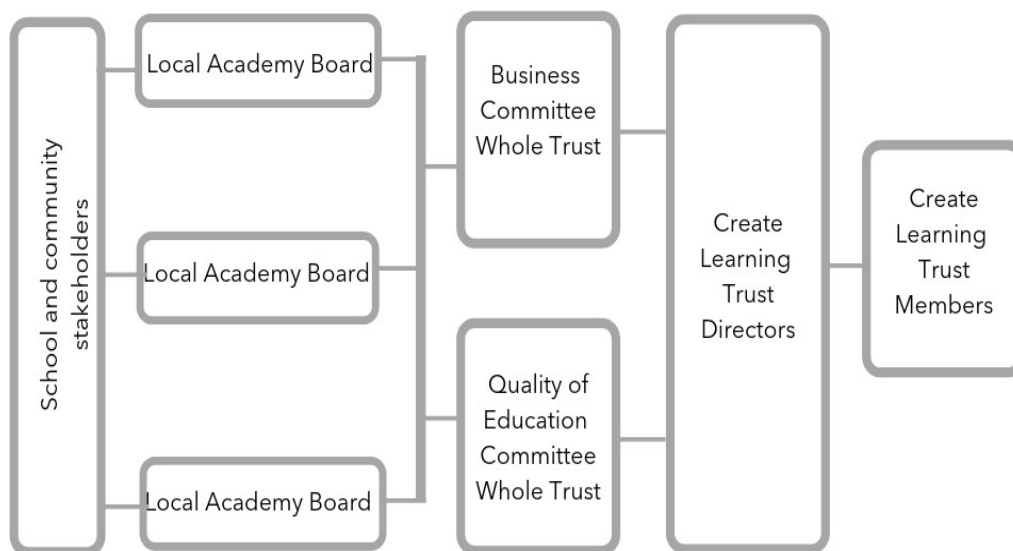 School and community
stakeholders
Local Academy Board
Local Academy Board
Local Academy Board
Business
Committee
Whole Trust
Quality of
Education
Committee
Whole Trust
Create
Learning
Trust
Directors
Create
Learning
Trust
Members